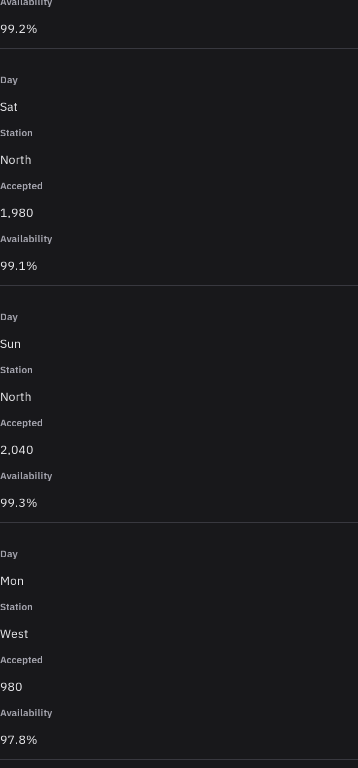 Availability
99.2%
Day
Sat
Station
North
Accepted
1,980
Availability
99.1%
Day
Sun
Station
North
Accepted
2,040
Availability
99.3%
Day
Mon
Station
West
Accepted
980
Availability
97.8%